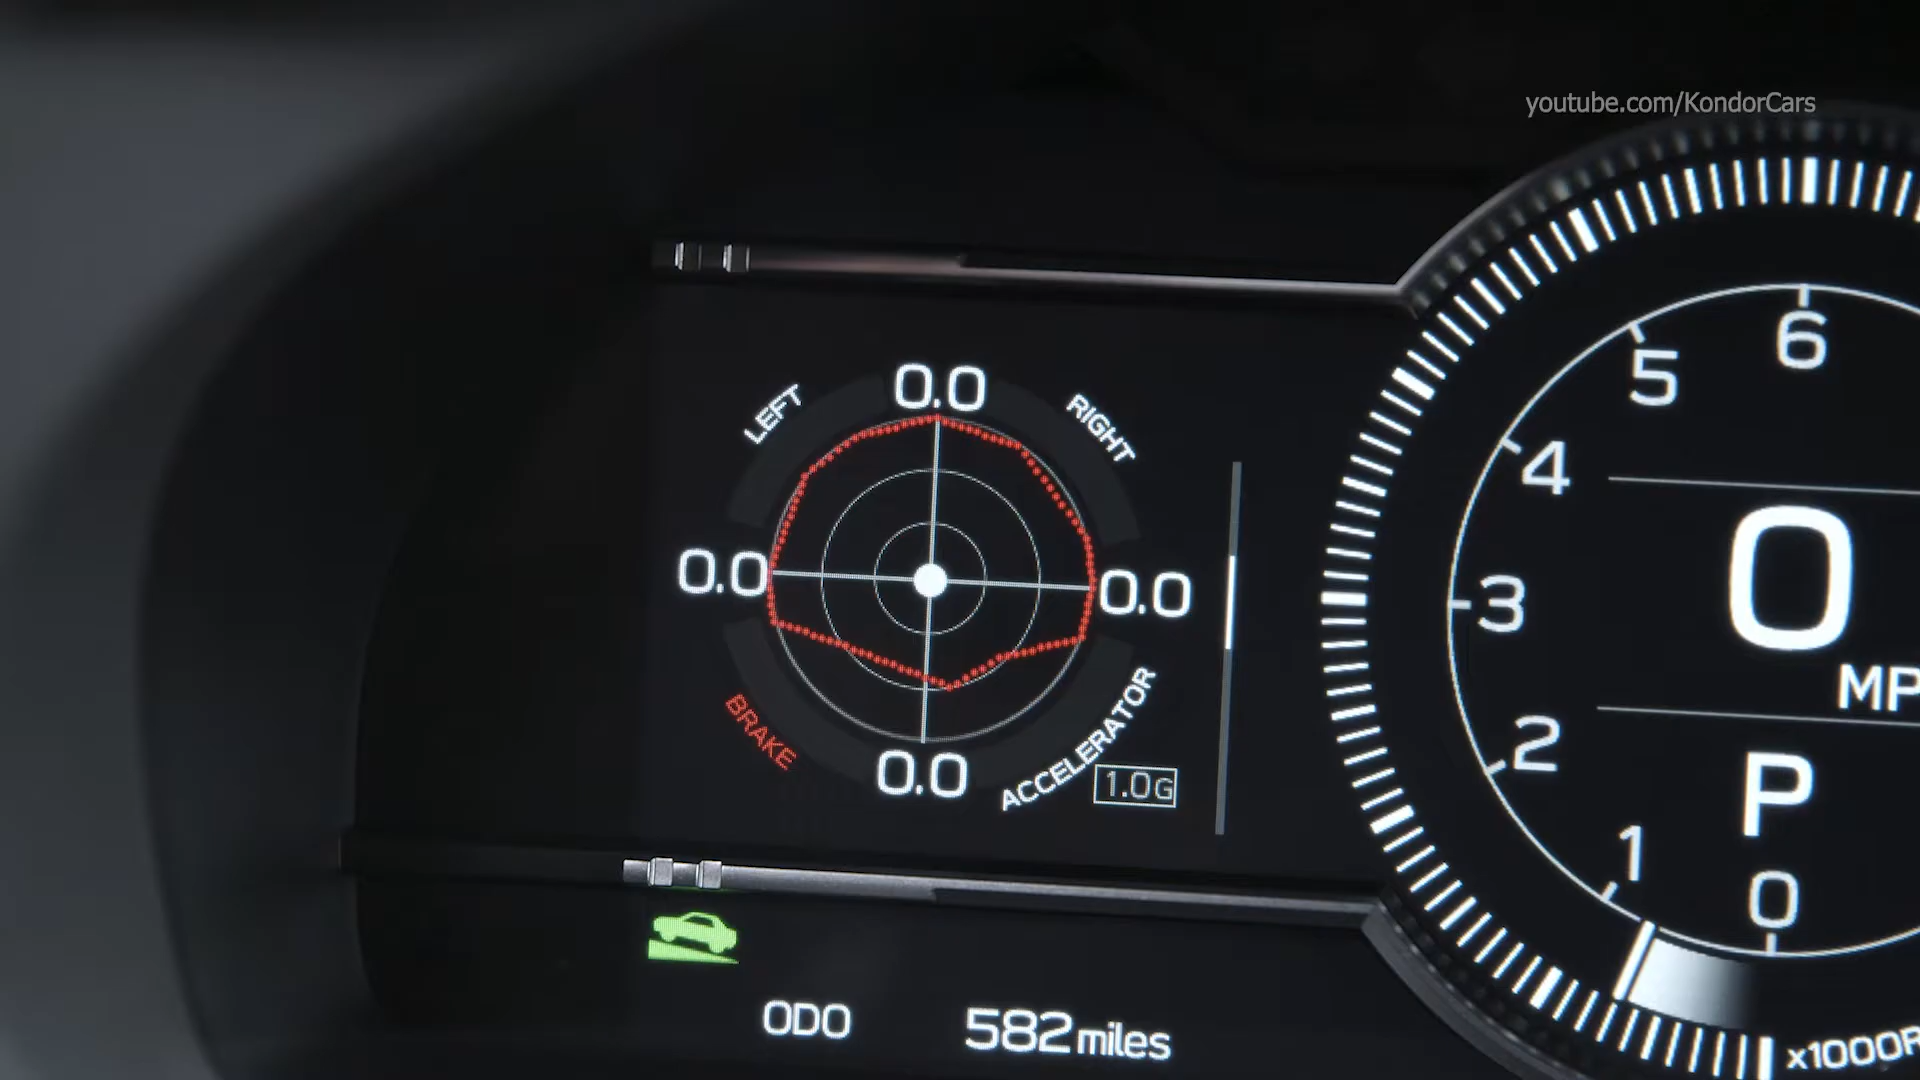 youtube.com/KondorCars
LEFT
0.0
RIGHT
0.0
0.0
BRAKE
0.0
ACCELERATOR
1.0G
6
5
4
3
2
1
0
0
MP
P
ODO
582 miles
x1000R